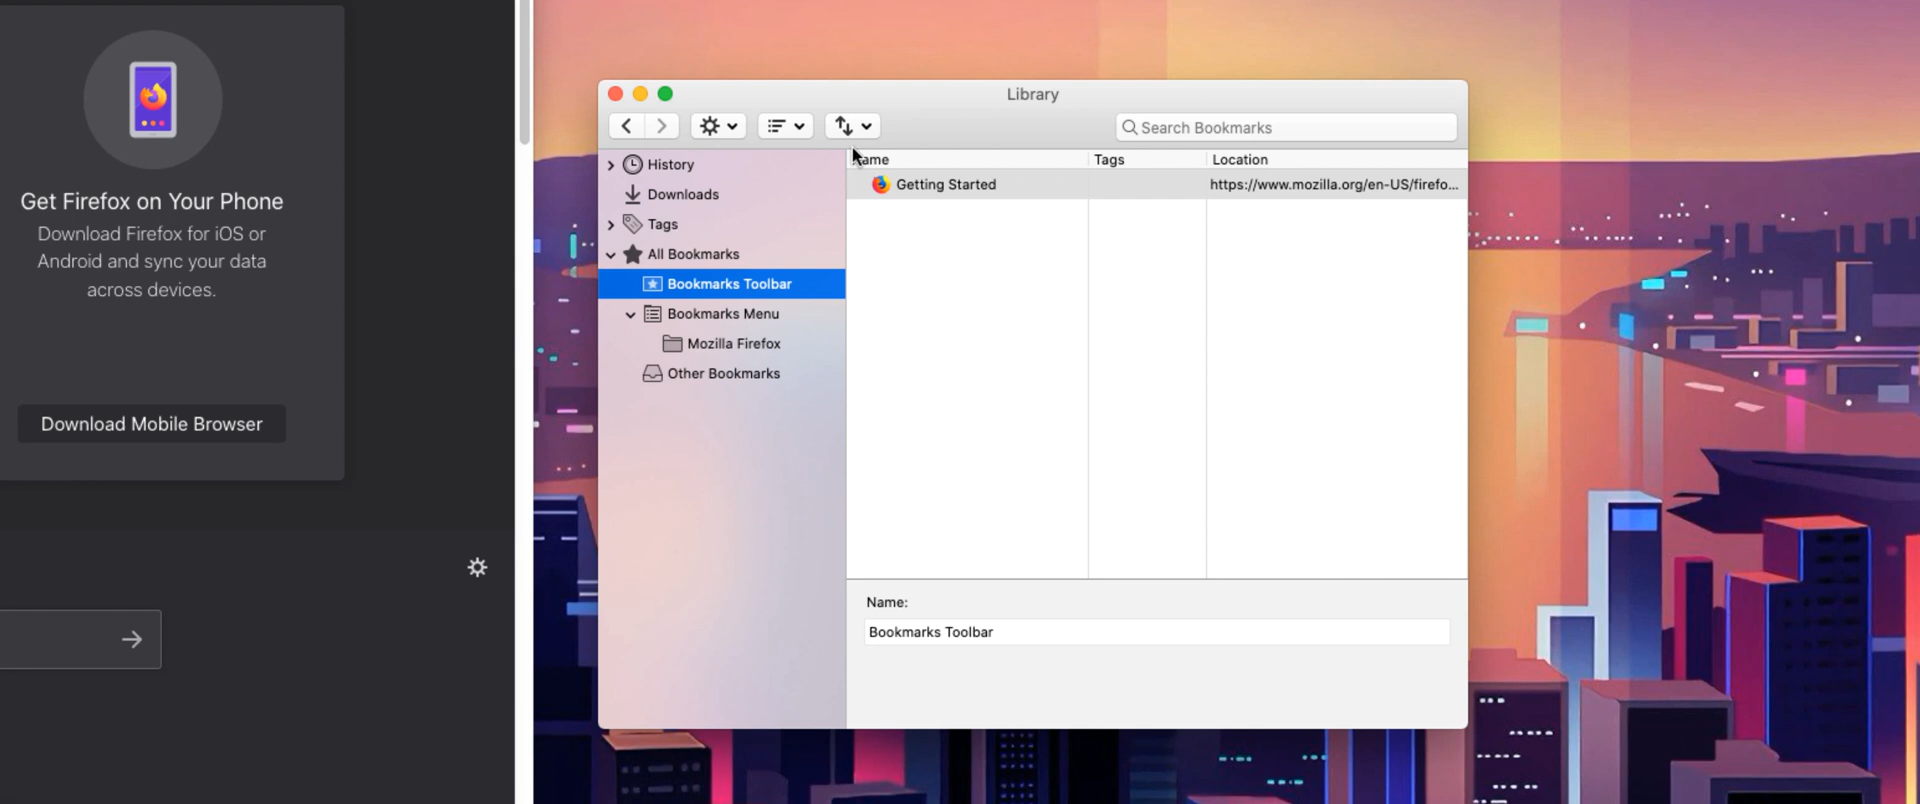 Get Firefox on Your Phone
Download Firefox for iOS or
Android and sync your data
across devices.
Download Mobile Browser
Library
Search Bookmarks
History
Downloads
Tags
All Bookmarks
Bookmarks Toolbar
Bookmarks Menu
Mozilla Firefox
Other Bookmarks
ame Tags Location
Getting Started https://www.mozilla.org/en-US/firefo...
Name:
Bookmarks Toolbar